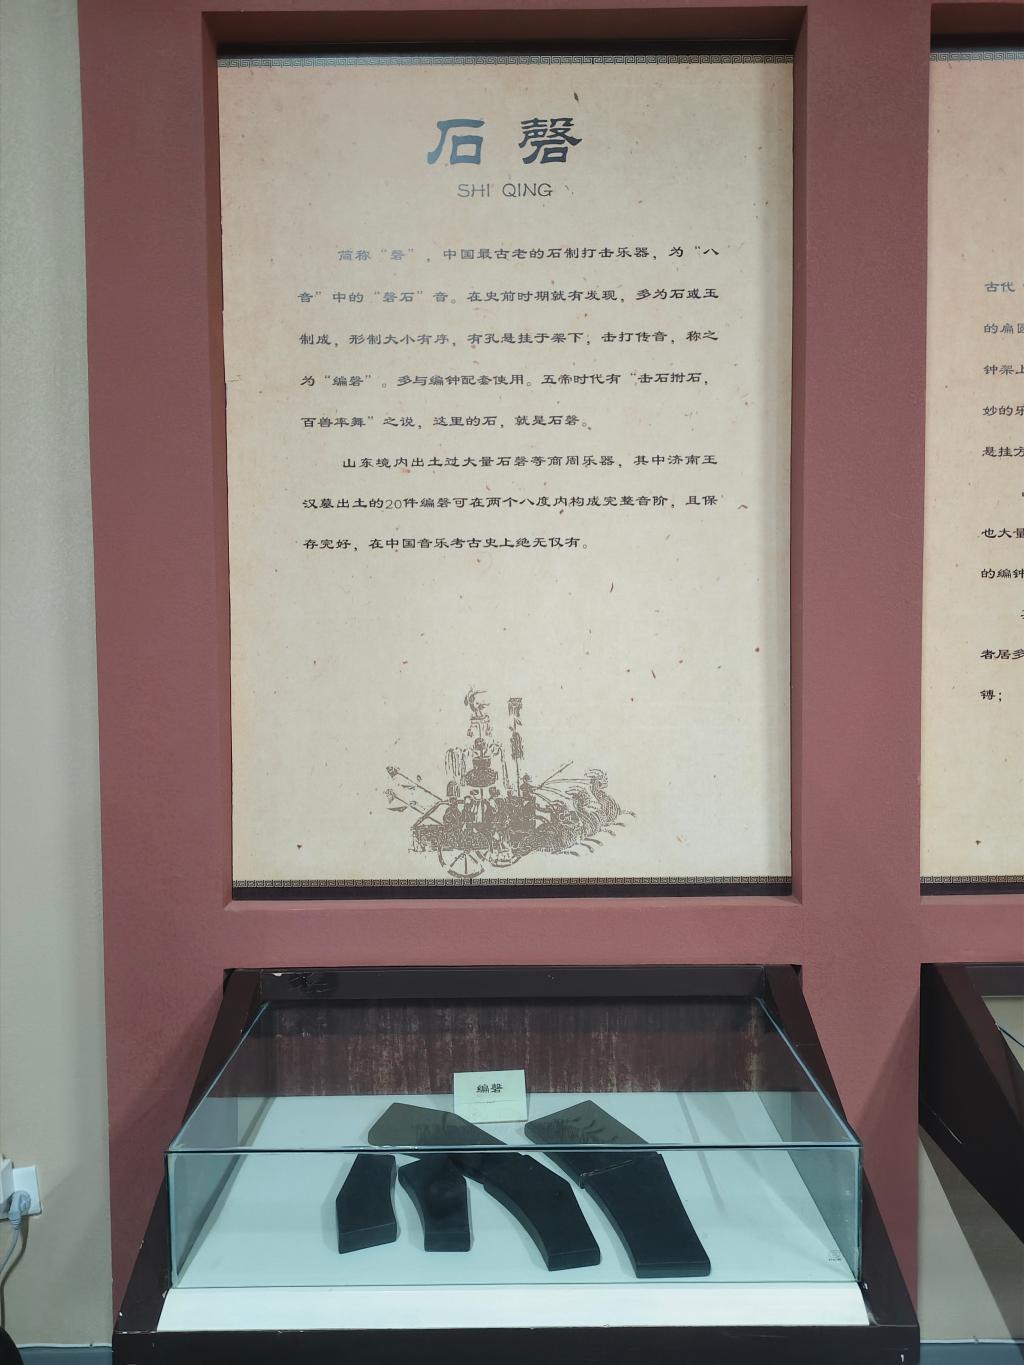 石磬
SHI QING
简称“磬”，中国最古老的石制打击乐器，为“八
音”中的“磬石”音。在史前时期就有发现，多为石或玉
制成，形制大小有序，有孔悬挂于架下；击打传音，称之
为“编磬”。多与编钟配套使用。五帝时代有“击石拊石，
百兽率舞”之说，这里的石，就是石磬。
山东境内出土过大量石磬等商周乐器，其中济南王
汉墓出土的20件编磬可在两个八度内构成完整音阶，且保
存完好，在中国音乐考古史上绝无仅有。
编磬
古代
的扁圆
钟架上
妙的乐
悬挂方
也大量
的编钟
者居多
镈；